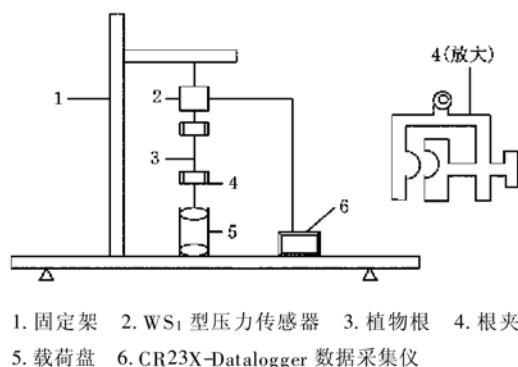 1
2
3
4
5
6
4(放大)
1. 固定架 2. WS₁ 型压力传感器 3. 植物根 4. 根夹
5. 载荷盘 6. CR23X-Datalogger 数据采集仪